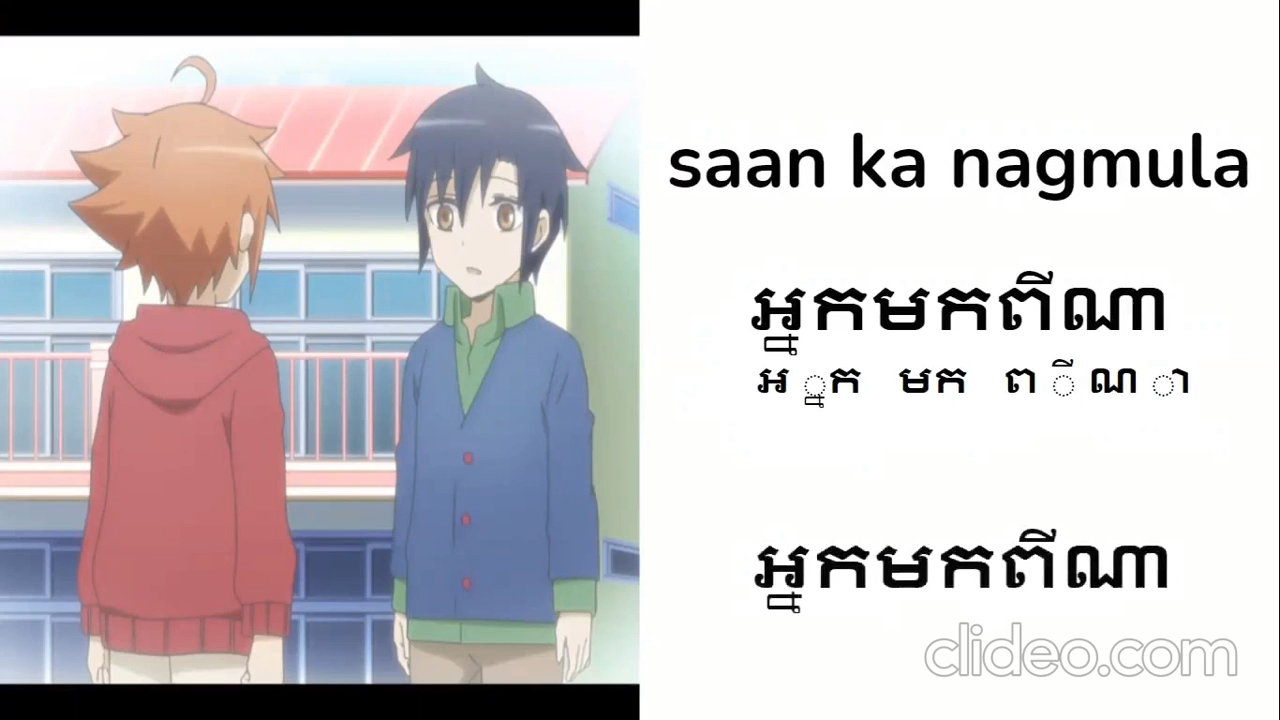 saan ka nagmula
អ្នកមកពីណា
អ ្នុក មក ព ី ណ ា
អ្នកមកពីណា
clideo.com